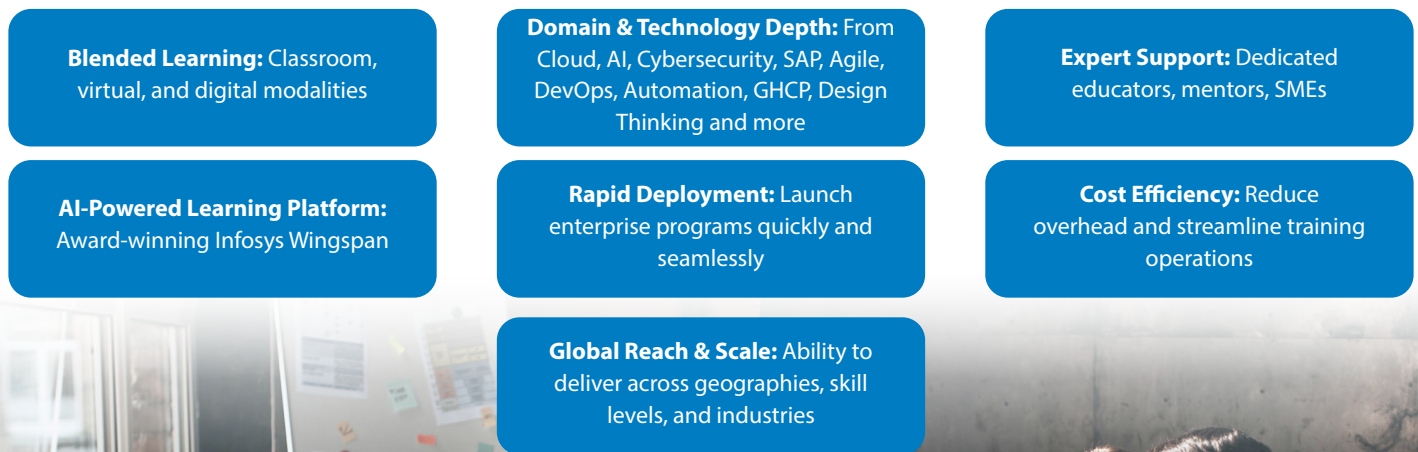 Blended Learning: Classroom,
virtual, and digital modalities
Domain & Technology Depth: From
Cloud, AI, Cybersecurity, SAP, Agile,
DevOps, Automation, GHCP, Design
Thinking and more
Expert Support: Dedicated
educators, mentors, SMEs
AI-Powered Learning Platform:
Award-winning Infosys Wingspan
Rapid Deployment: Launch
enterprise programs quickly and
seamlessly
Cost Efficiency: Reduce
overhead and streamline training
operations
Global Reach & Scale: Ability to
deliver across geographies, skill
levels, and industries